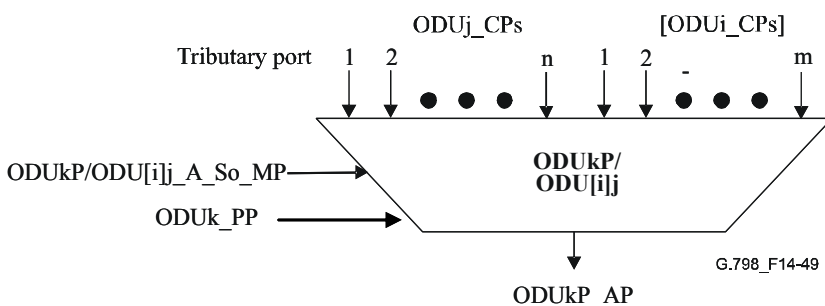 ODUj_CPs [ODUi_CPs]
Tributary port 1 2 n 1 2 m
ODUkP/
ODU[i]j
ODUkP/ODU[i]j_A_So_MP
ODUk_PP
G.798_F14-49
ODUkP_AP